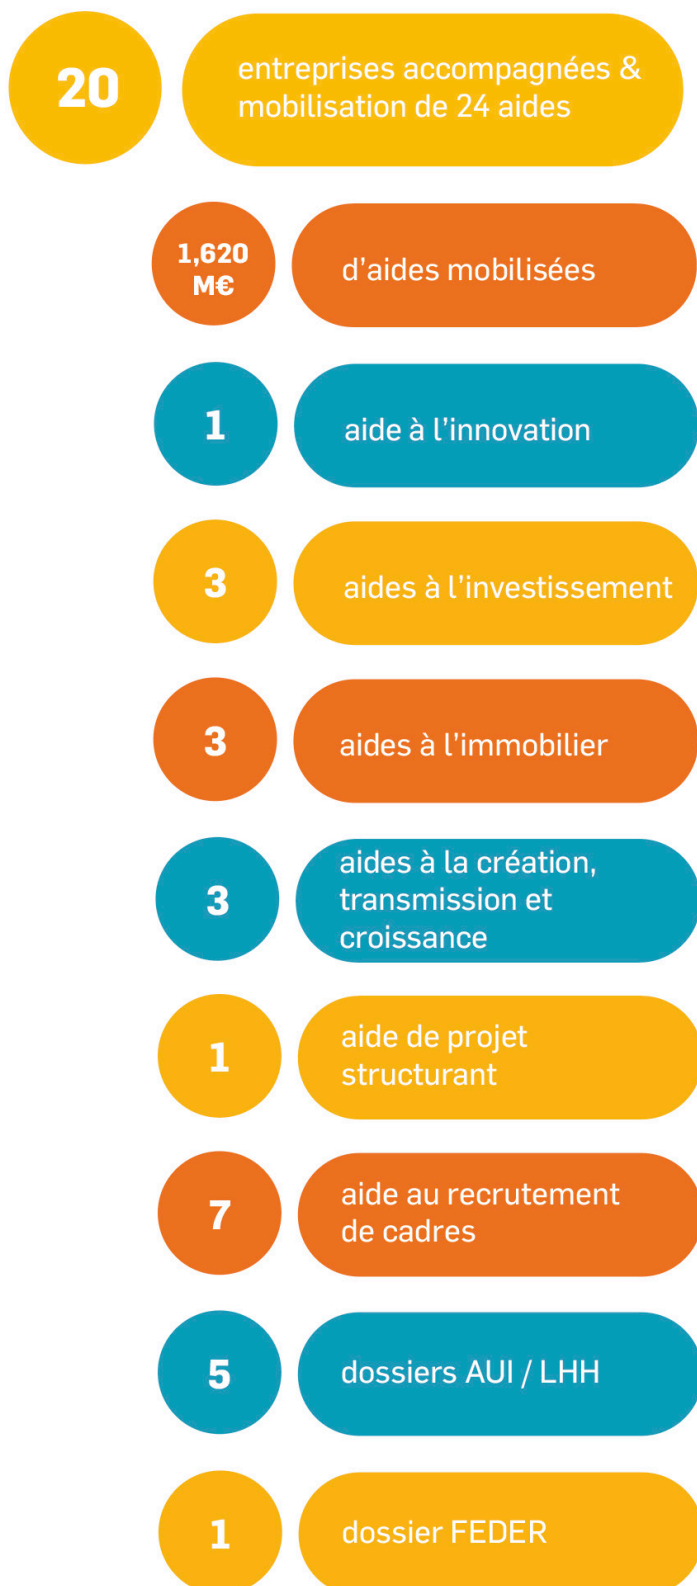 20
entreprises accompagnées &
mobilisation de 24 aides
1,620
M€
d'aides mobilisées
1
aide à l'innovation
3
aides à l'investissement
3
aides à l'immobilier
3
aides à la création,
transmission et
croissance
1
aide de projet
structurant
7
aide au recrutement
de cadres
5
dossiers AUI / LHH
1
dossier FEDER